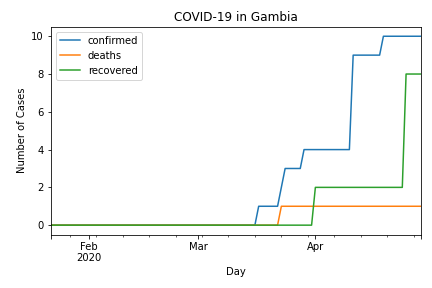 COVID-19 in Gambia
confirmed
deaths
recovered
Number of Cases
10
8
6
4
2
0
Feb
2020
Mar
Apr
Day